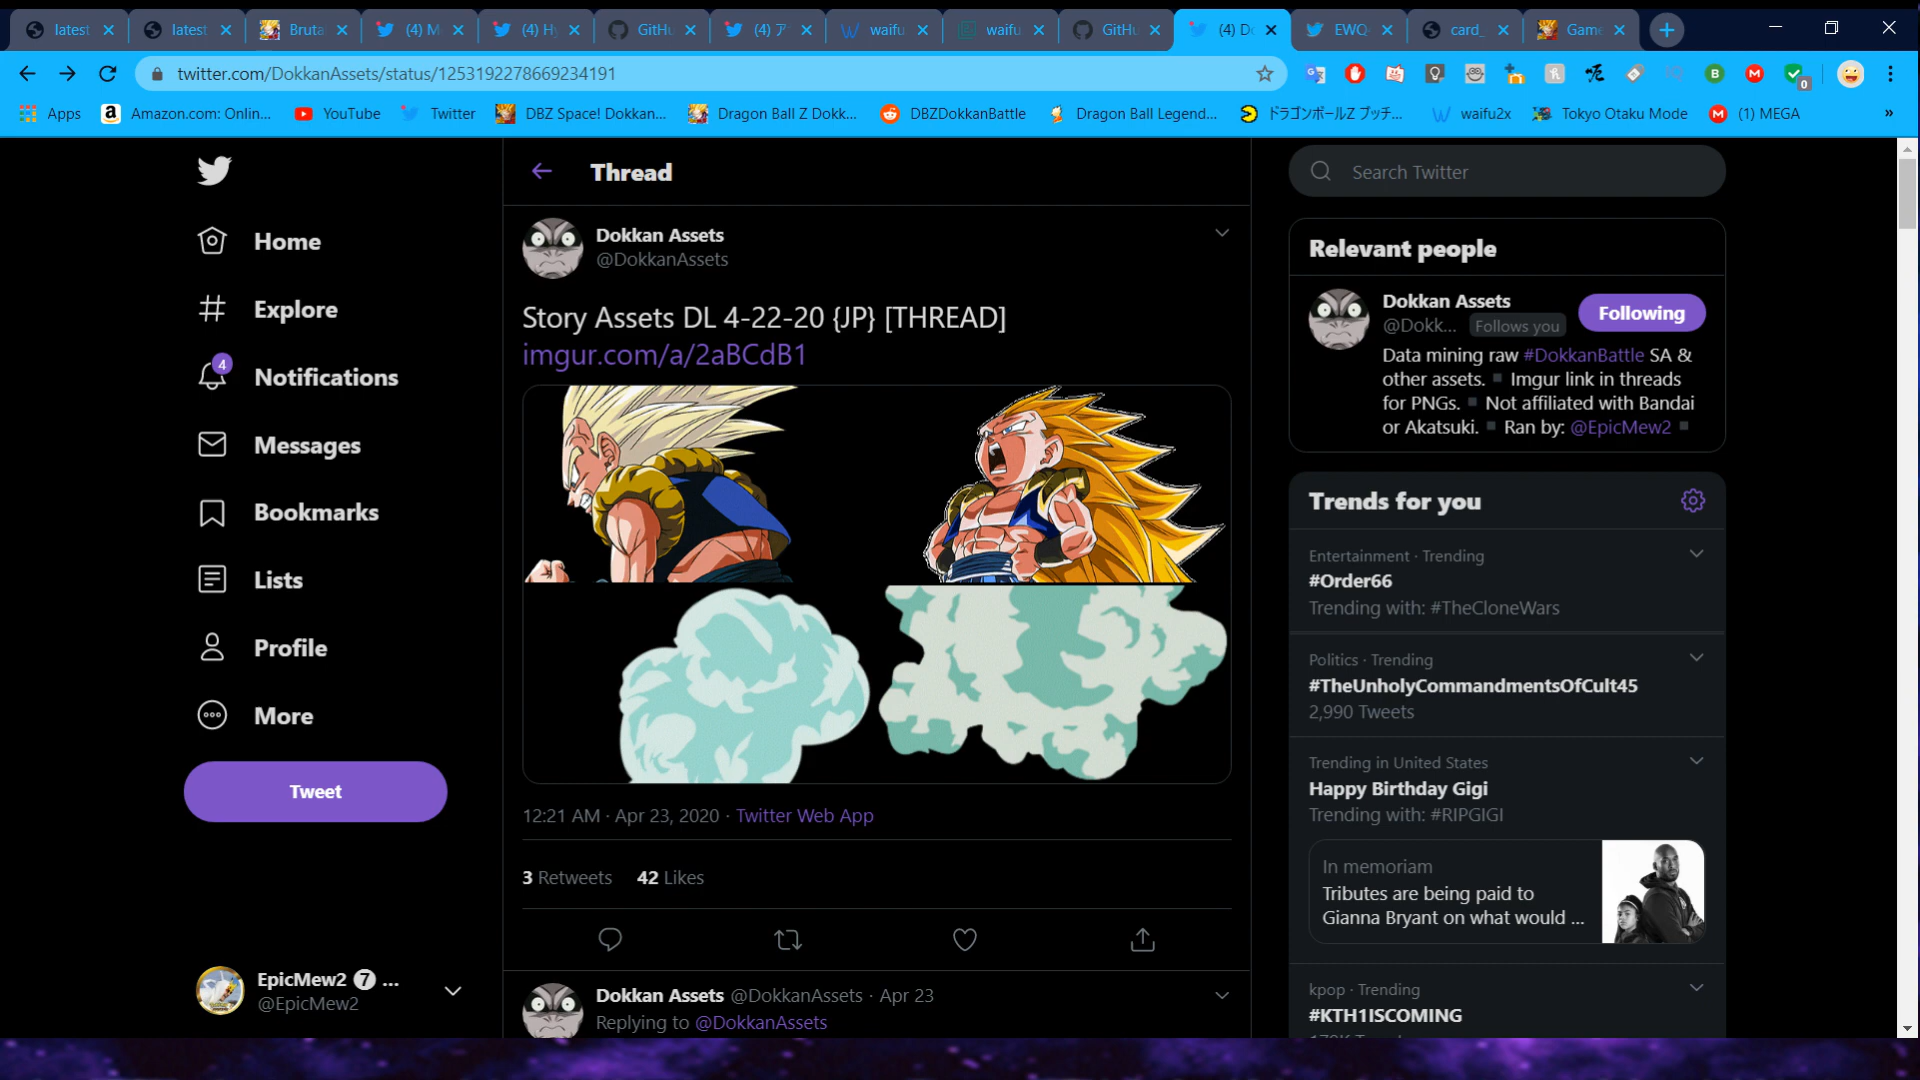 latest
latest
Bruta
(4) M
(4) Hy
GitHu
(4) ア
waifu
waifu
GitHu
(4) Do
EWQ
card_
Game
twitter.com/DokkanAssets/status/1253192278669234191
Apps
Amazon.com: Onlin...
YouTube
Twitter
DBZ Space! Dokkan...
Dragon Ball Z Dokk...
DBZDokkanBattle
Dragon Ball Legend...
ドラゴンボールZ ブッチ...
waifu2x
Tokyo Otaku Mode
(1) MEGA
Home
Explore
4
Notifications
Messages
Bookmarks
Lists
Profile
More
Tweet
EpicMew2 7 ...
@EpicMew2
Thread
Dokkan Assets
@DokkanAssets
Story Assets DL 4-22-20 {JP} [THREAD]
imgur.com/a/2aBCdB1
12:21 AM · Apr 23, 2020 · Twitter Web App
3 Retweets 42 Likes
Dokkan Assets @DokkanAssets · Apr 23
Replying to @DokkanAssets
Search Twitter
Relevant people
Dokkan Assets
@Dokk... Follows you
Following
Data mining raw #DokkanBattle SA &
other assets. ▪ Imgur link in threads
for PNGs. ▪ Not affiliated with Bandai
or Akatsuki. ▪ Ran by: @EpicMew2 ▪
Trends for you
Entertainment · Trending
#Order66
Trending with: #TheCloneWars
Politics · Trending
#TheUnholyCommandmentsOfCult45
2,990 Tweets
Trending in United States
Happy Birthday Gigi
Trending with: #RIPGIGI
In memoriam
Tributes are being paid to
Gianna Bryant on what would ...
kpop · Trending
#KTH1ISCOMING